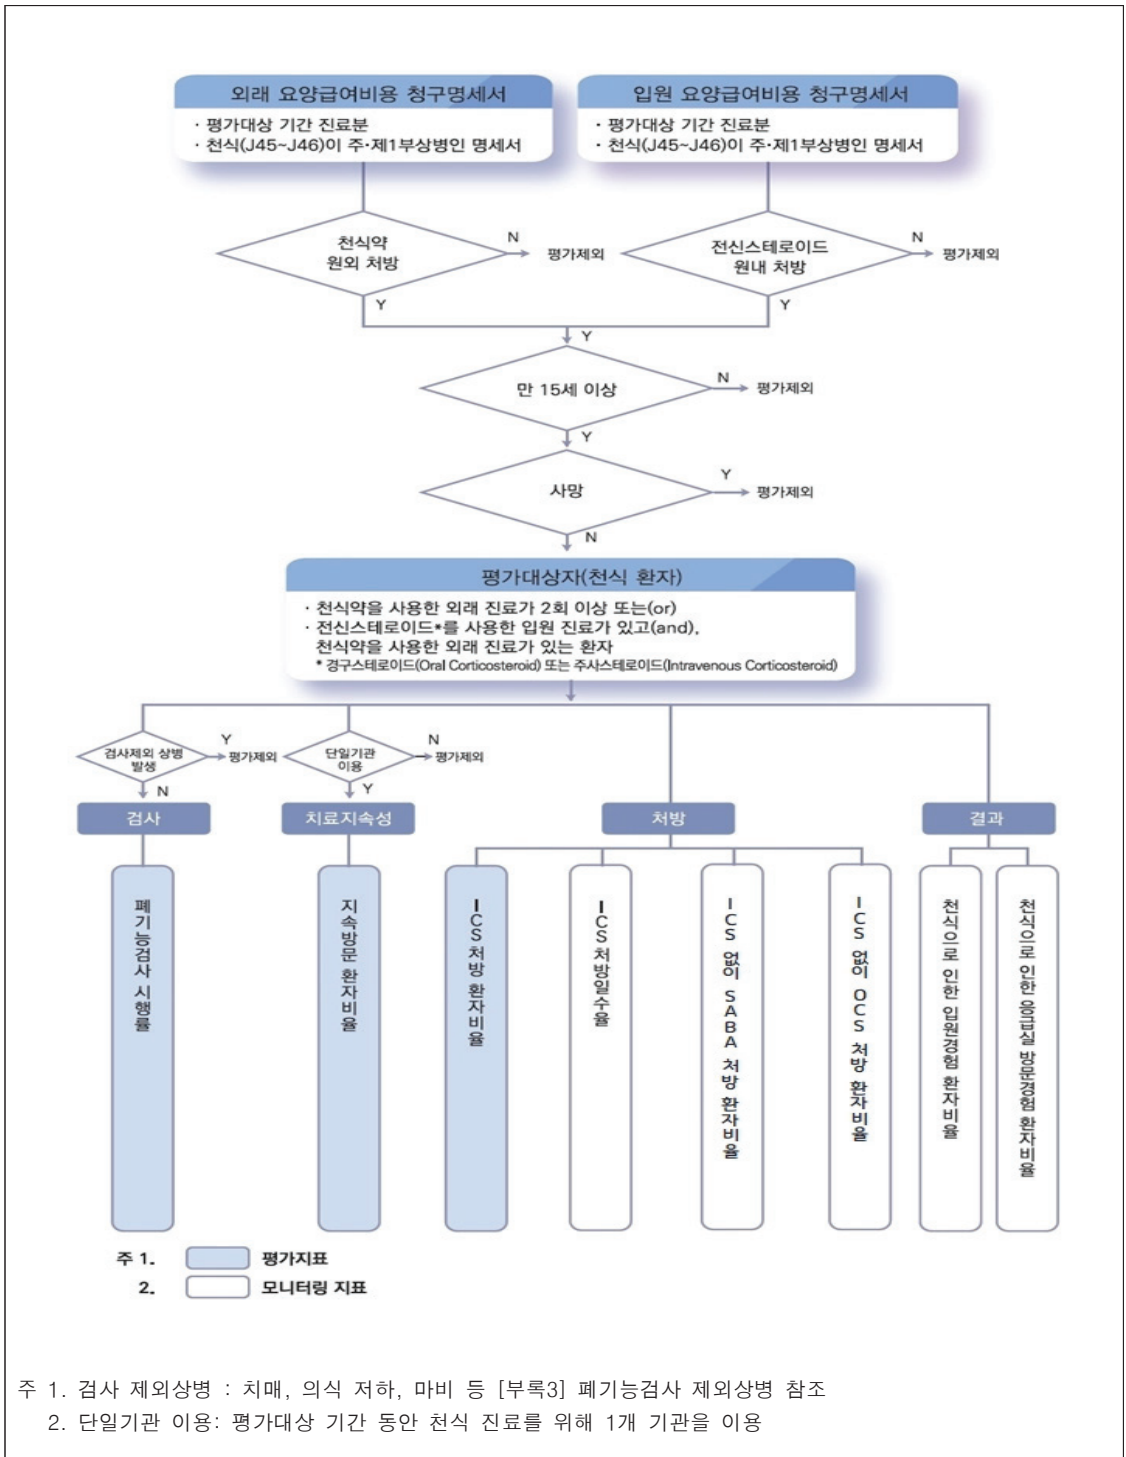 외래 요양급여비용 청구명세서
· 평가대상 기간 진료분
· 천식(J45~J46)이 주·제1부상병인 명세서
입원 요양급여비용 청구명세서
· 평가대상 기간 진료분
· 천식(J45~J46)이 주·제1부상병인 명세서
천식약
원외 처방
N
평가제외
Y
전신스테로이드
원내 처방
N
평가제외
Y
Y
만 15세 이상
N
평가제외
Y
사망
Y
평가제외
N
평가대상자(천식 환자)
· 천식약을 사용한 외래 진료가 2회 이상 또는(or)
· 전신스테로이드*를 사용한 입원 진료가 있고(and),
천식약을 사용한 외래 진료가 있는 환자
* 경구스테로이드(Oral Corticosteroid) 또는 주사스테로이드(Intravenous Corticosteroid)
검사제외 상병
발생
Y
평가제외
N
단일기관
이용
N
평가제외
Y
검사
치료지속성
처방
결과
폐기능검사 시행률
지속방문 환자비율
ICS 처방 환자비율
ICS 처방일수율
ICS 없이 SABA 처방 환자비율
ICS 없이 OCS 처방 환자비율
천식으로 인한 입원경험 환자비율
천식으로 인한 응급실 방문경험 환자비율
주 1. 평가지표
2. 모니터링 지표
주 1. 검사 제외상병 : 치매, 의식 저하, 마비 등 [부록3] 폐기능검사 제외상병 참조
2. 단일기관 이용: 평가대상 기간 동안 천식 진료를 위해 1개 기관을 이용